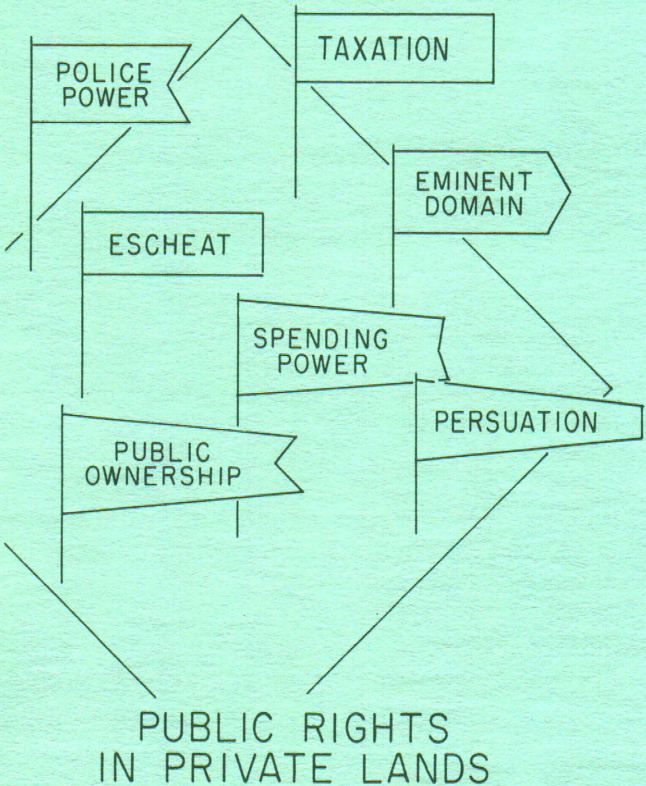 POLICE
POWER
TAXATION
EMINENT
DOMAIN
ESCHEAT
SPENDING
POWER
PERSUATION
PUBLIC
OWNERSHIP
PUBLIC RIGHTS
IN PRIVATE LANDS